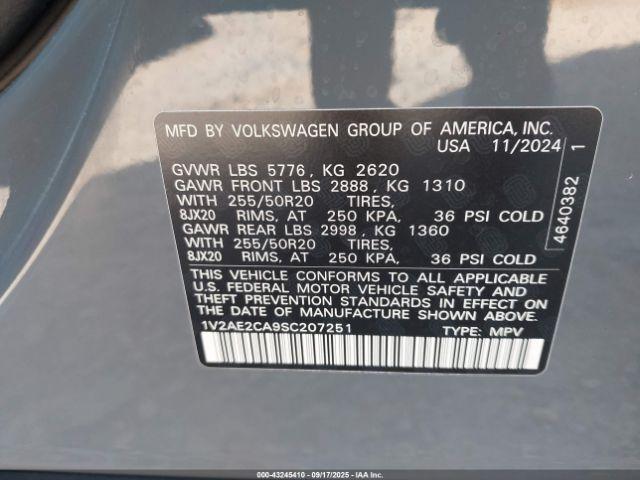 MFD BY VOLKSWAGEN GROUP OF AMERICA, INC.
USA 11/2024
GVWR LBS 5776, KG 2620
GAWR FRONT LBS 2888, KG 1310
WITH 255/50R20 TIRES,
8JX20 RIMS, AT 250 KPA, 36 PSI COLD
GAWR REAR LBS 2998, KG 1360
WITH 255/50R20 TIRES,
8JX20 RIMS, AT 250 KPA, 36 PSI COLD
THIS VEHICLE CONFORMS TO ALL APPLICABLE
U.S. FEDERAL MOTOR VEHICLE SAFETY AND
THEFT PREVENTION STANDARDS IN EFFECT ON
THE DATE OF MANUFACTURE SHOWN ABOVE.
1V2AE2CA9SC207251 TYPE: MPV
4640382 1
000-43245410 - 09/17/2025 - IAAI.com